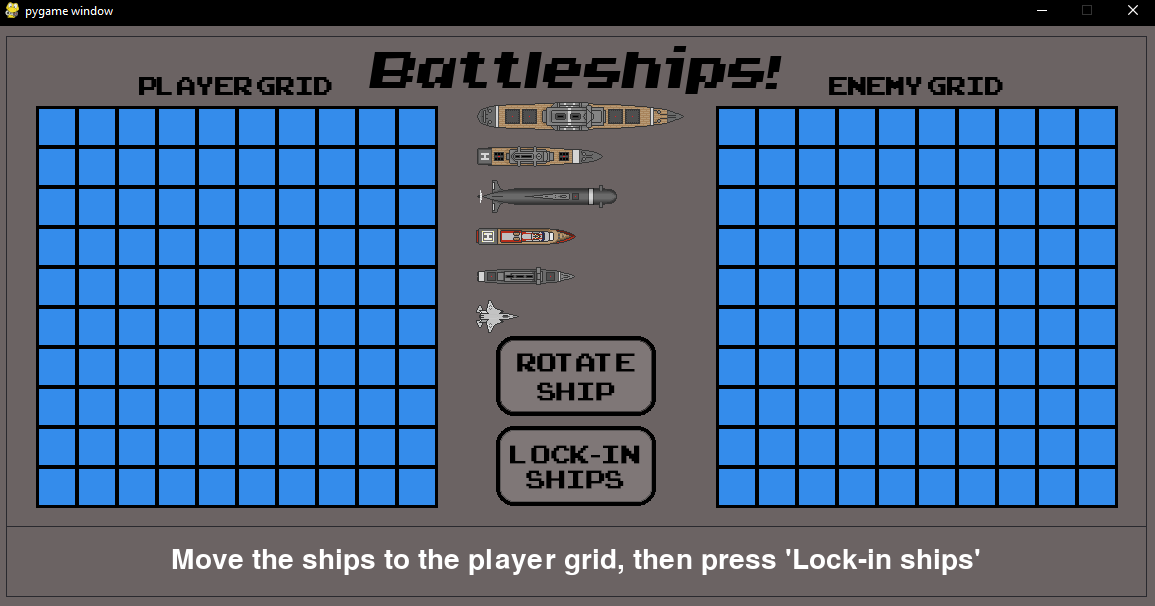 pygame window
Battleships!
PLAYER GRID
ENEMY GRID
H
H
ROTATE
SHIP
LOCK-IN
SHIPS
Move the ships to the player grid, then press 'Lock-in ships'